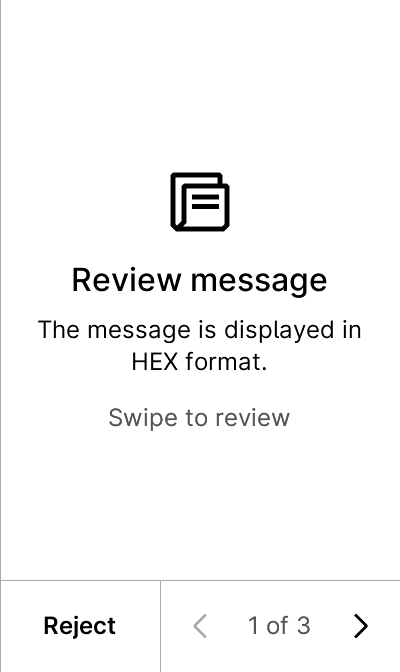 Review message
The message is displayed in
HEX format.
Swipe to review
Reject
1 of 3